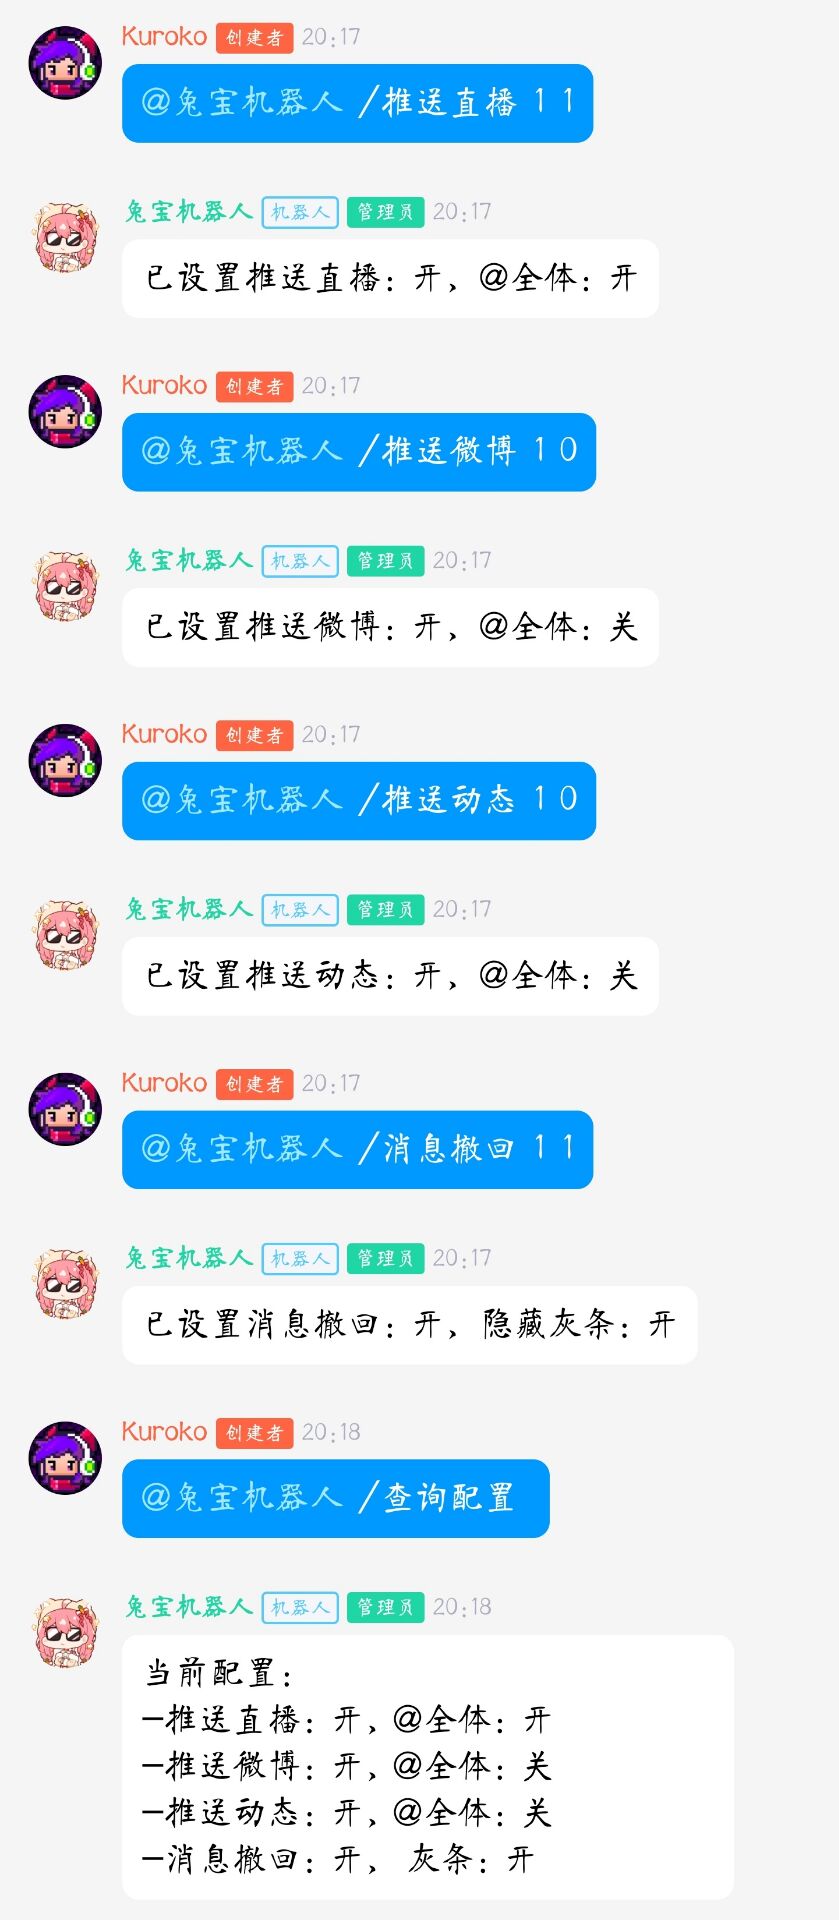 Kuroko 创建者 20:17
@兔宝机器人 /推送直播 1 1
兔宝机器人 机器人 管理员 20:17
已设置推送直播：开，@全体：开
Kuroko 创建者 20:17
@兔宝机器人 /推送微博 1 0
兔宝机器人 机器人 管理员 20:17
已设置推送微博：开，@全体：关
Kuroko 创建者 20:17
@兔宝机器人 /推送动态 1 0
兔宝机器人 机器人 管理员 20:17
已设置推送动态：开，@全体：关
Kuroko 创建者 20:17
@兔宝机器人 /消息撤回 1 1
兔宝机器人 机器人 管理员 20:17
已设置消息撤回：开，隐藏灰条：开
Kuroko 创建者 20:18
@兔宝机器人 /查询配置
兔宝机器人 机器人 管理员 20:18
当前配置：
—推送直播：开，@全体：开
—推送微博：开，@全体：关
—推送动态：开，@全体：关
—消息撤回：开， 灰条：开